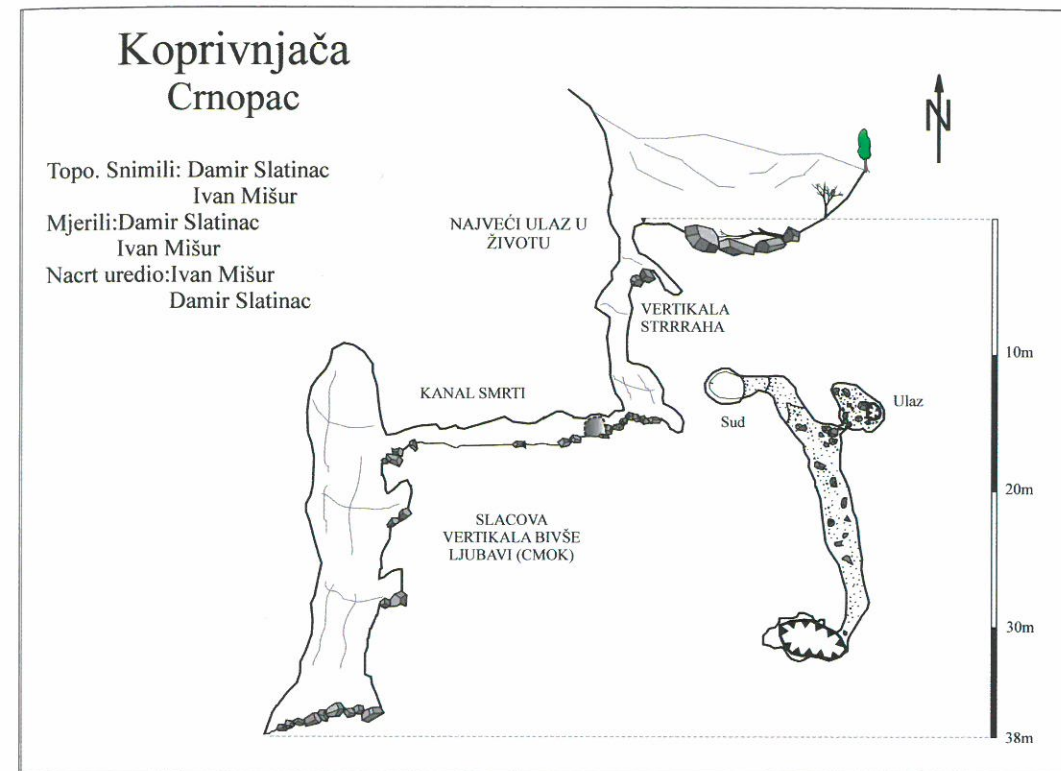 Koprivnjača
Crnopac
Topo. Snimili: Damir Slatinac
Ivan Mišur
Mjerili:Damir Slatinac
Ivan Mišur
Nacrt uredio:Ivan Mišur
Damir Slatinac
N
NAJVEĆI ULAZ U
ŽIVOTU
VERTIKALA
STRRRAHA
10m
KANAL SMRTI
Ulaz
Sud
20m
SLACOVA
VERTIKALA BIVŠE
LJUBAVI (CMOK)
30m
38m